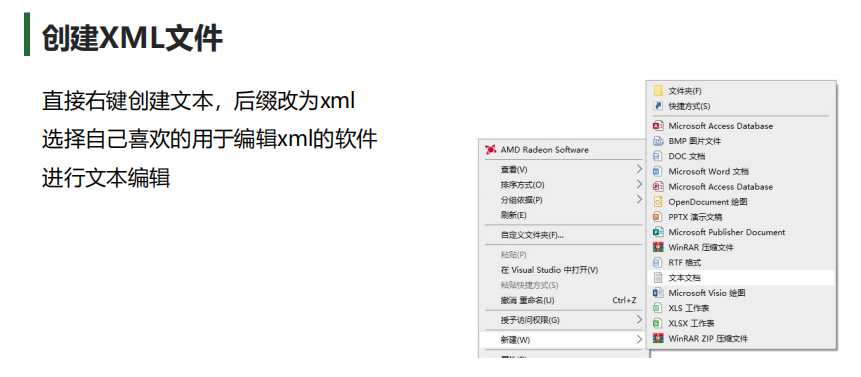 创建XML文件
直接右键创建文本，后缀改为xml
选择自己喜欢的用于编辑xml的软件
进行文本编辑
AMD Radeon Software
查看(V)
排序方式(O)
分组依据(P)
刷新(E)
自定义文件夹(F)...
粘贴(P)
在 Visual Studio 中打开(V)
粘贴快捷方式(S)
撤消 重命名(U) Ctrl+Z
授予访问权限(G)
新建(W)
文件夹(F)
快捷方式(S)
Microsoft Access Database
BMP 图片文件
DOC 文档
Microsoft Word 文档
Microsoft Access Database
OpenDocument 绘图
PPTX 演示文稿
Microsoft Publisher Document
WinRAR 压缩文件
RTF 格式
文本文档
Microsoft Visio 绘图
XLS 工作表
XLSX 工作表
WinRAR ZIP 压缩文件